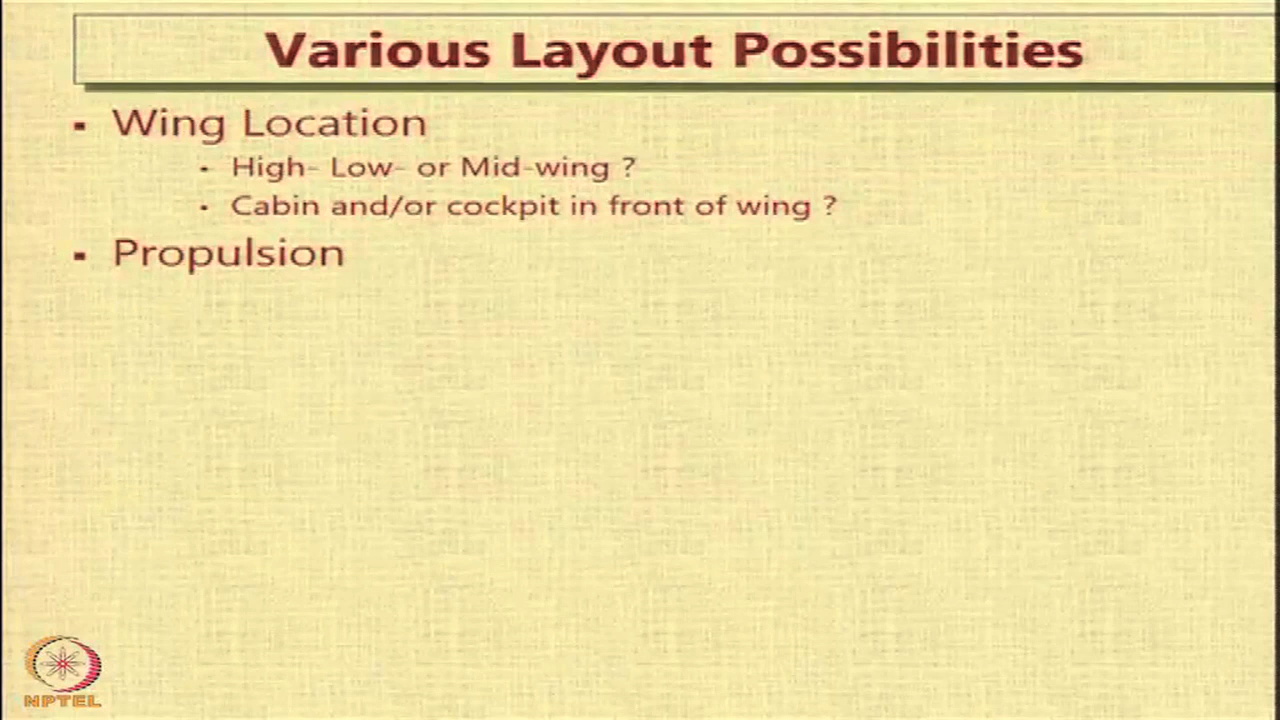 Various Layout Possibilities
▪ Wing Location
• High- Low- or Mid-wing ?
• Cabin and/or cockpit in front of wing ?
▪ Propulsion
NPTEL